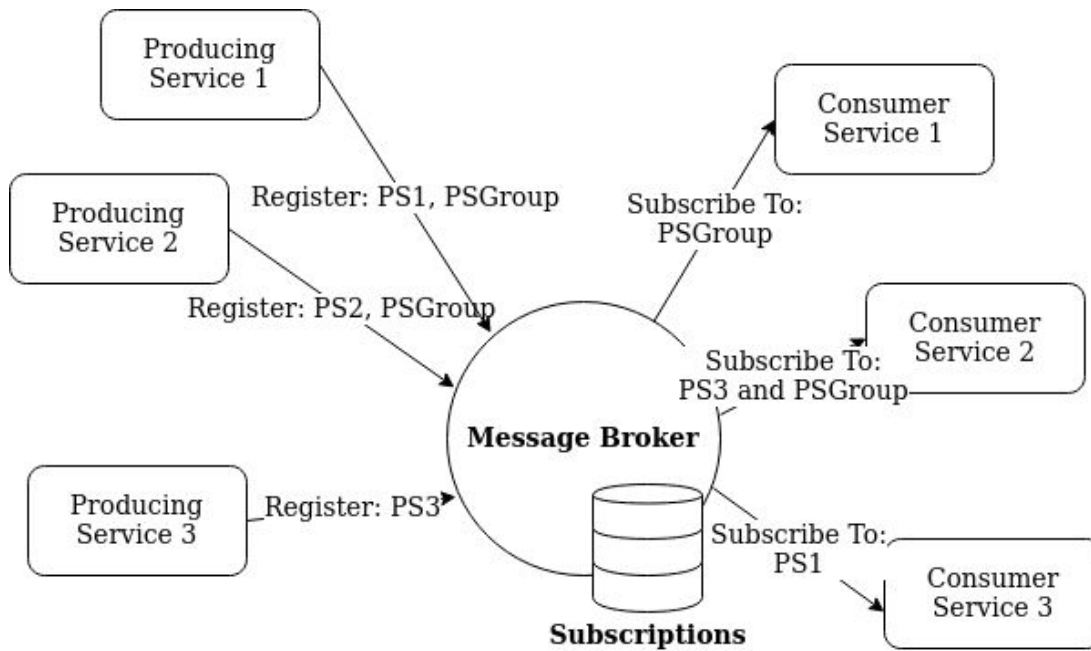 Producing
Service 1
Consumer
Service 1
Register: PS1, PSGroup
Producing
Service 2
Subscribe To:
PSGroup
Register: PS2, PSGroup
Consumer
Service 2
Subscribe To:
PS3 and PSGroup
Message Broker
Producing
Service 3
Register: PS3
Subscribe To:
PS1
Consumer
Service 3
Subscriptions